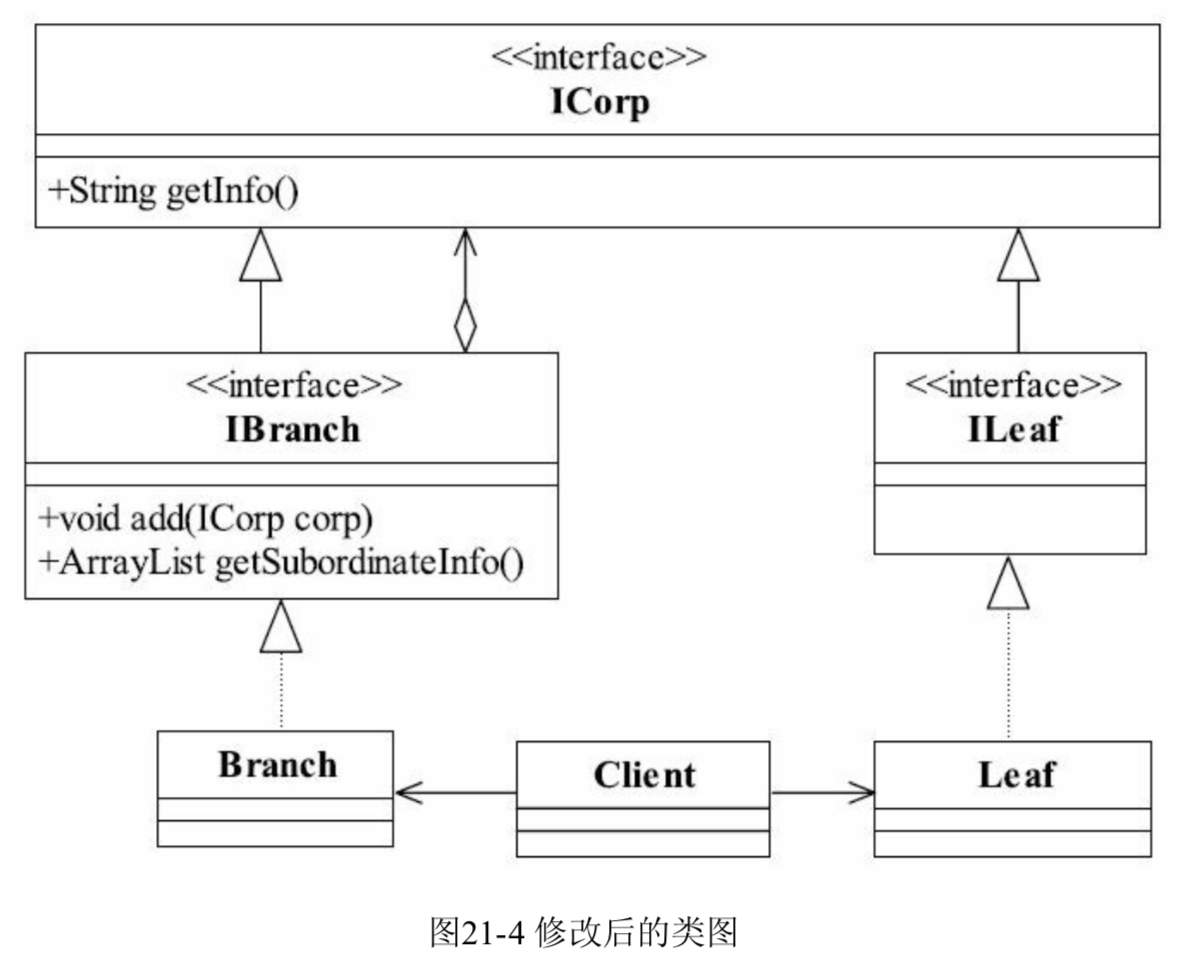 <<interface>>
ICorp
+String getInfo()
<<interface>>
IBranch
+void add(ICorp corp)
+ArrayList getSubordinateInfo()
<<interface>>
ILeaf
Branch
Client
Leaf
图21-4 修改后的类图